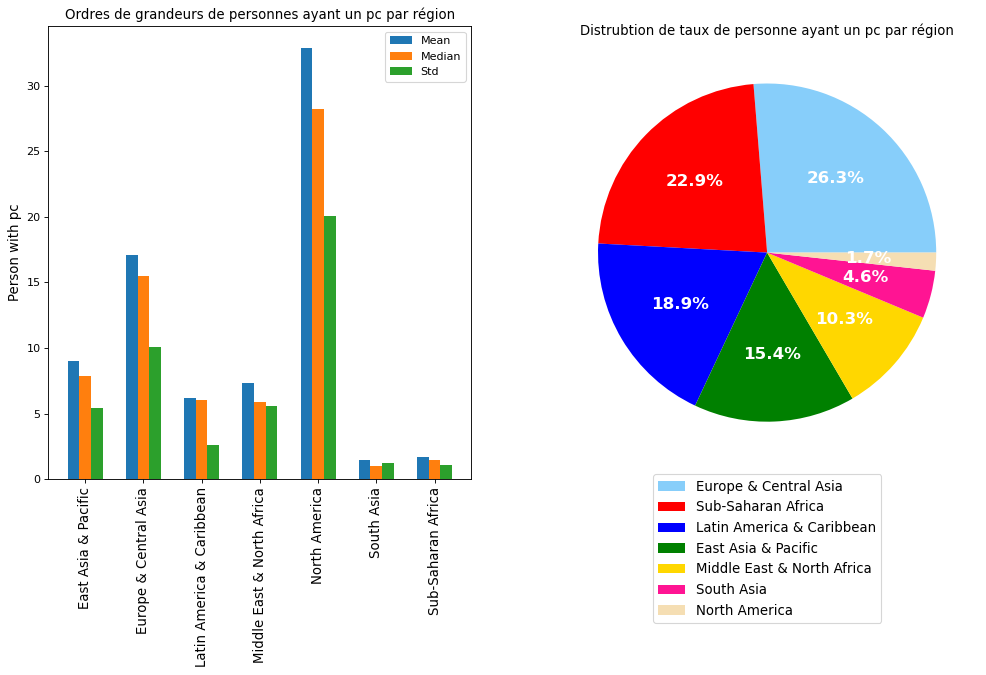 Ordres de grandeurs de personnes ayant un pc par région
Mean
Median
Std
Person with pc
30
25
20
15
10
5
0
East Asia & Pacific
Europe & Central Asia
Latin America & Caribbean
Middle East & North Africa
North America
South Asia
Sub-Saharan Africa
Distrubtion de taux de personne ayant un pc par région
26.3%
22.9%
18.9%
15.4%
10.3%
4.6%
1.7%
Europe & Central Asia
Sub-Saharan Africa
Latin America & Caribbean
East Asia & Pacific
Middle East & North Africa
South Asia
North America